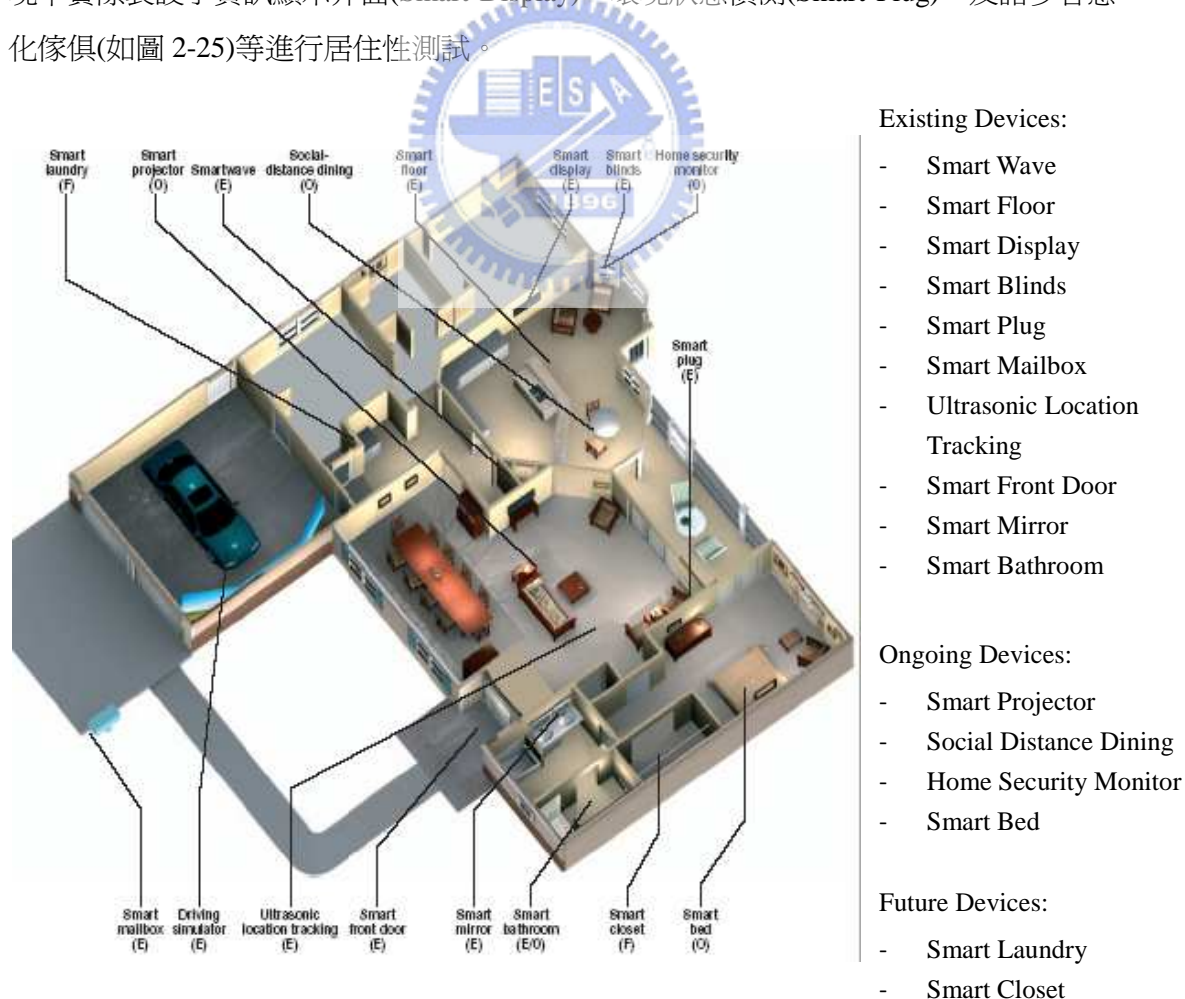 化傢俱(如圖 2-25)等進行居住性測試。
ESA
1896
Smart laundry (F)
Smart projector (O)
Smartwave (E)
Social-distance dining (O)
Smart floor (E)
Smart display (E)
Smart blinds (E)
Home security monitor (O)
Smart plug (E)
Smart mailbox (E)
Driving simulator (E)
Ultrasonic location tracking (E)
Smart front door (E)
Smart mirror (E)
Smart bathroom (E/O)
Smart closet (F)
Smart bed (O)
Existing Devices:
- Smart Wave
- Smart Floor
- Smart Display
- Smart Blinds
- Smart Plug
- Smart Mailbox
- Ultrasonic Location
Tracking
- Smart Front Door
- Smart Mirror
- Smart Bathroom
Ongoing Devices:
- Smart Projector
- Social Distance Dining
- Home Security Monitor
- Smart Bed
Future Devices:
- Smart Laundry
- Smart Closet